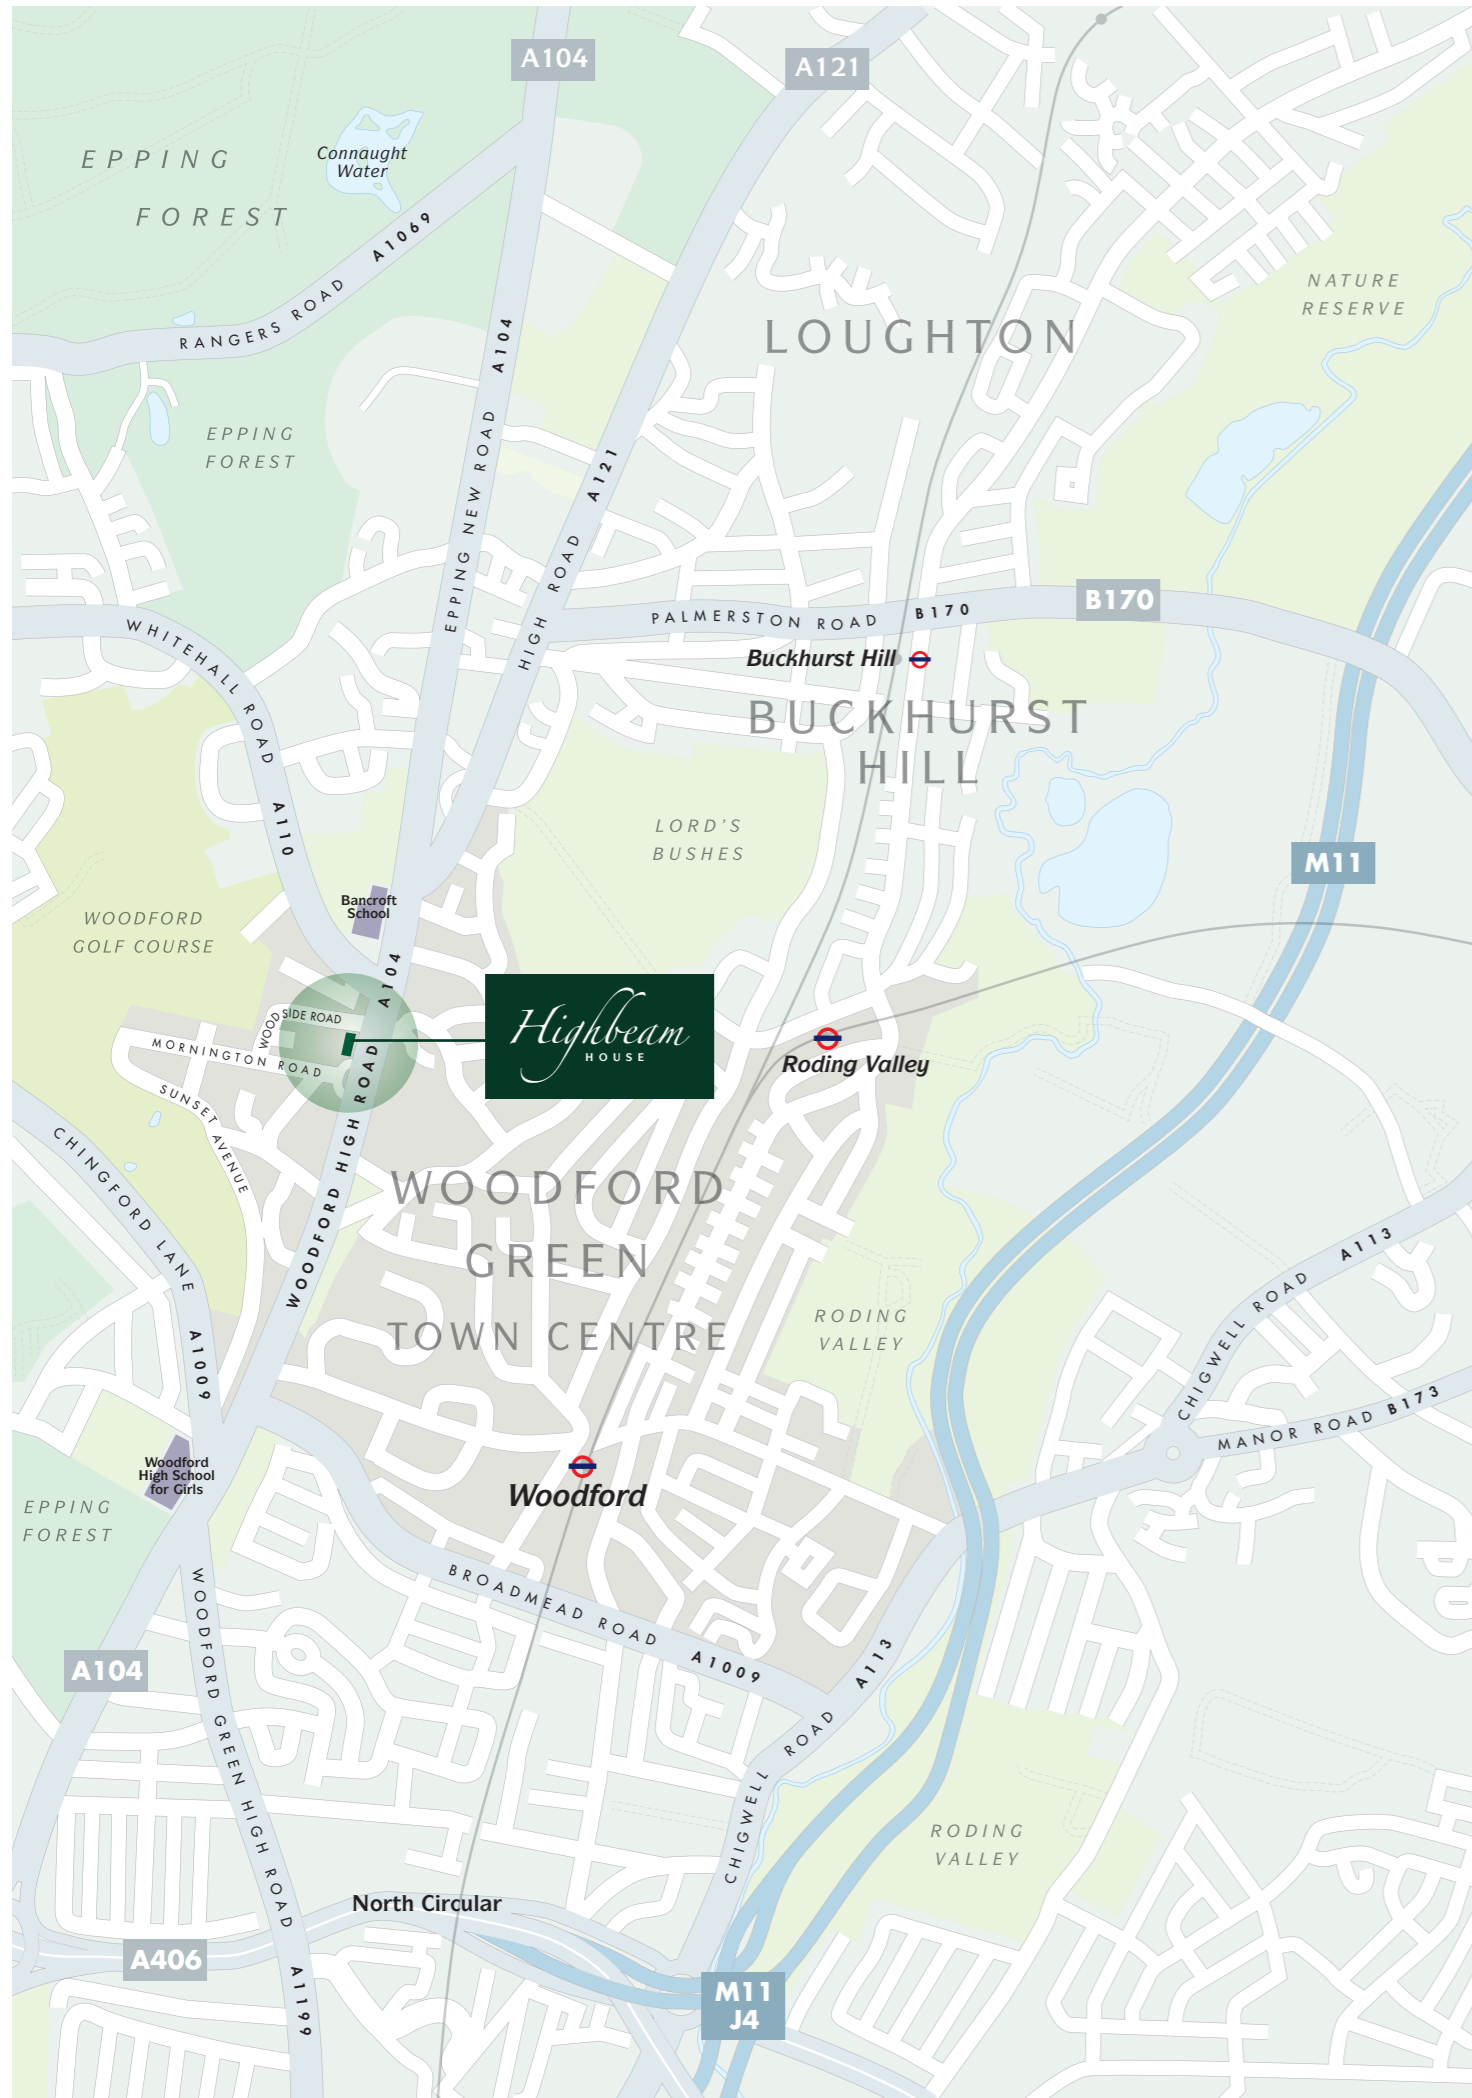 A104
A121
EPPING
FOREST
Connaught
Water
RANGERS ROAD A1069
NATURE
RESERVE
LOUGHTON
EPPING
FOREST
EPPING NEW ROAD A104
HIGH ROAD A121
PALMERSTON ROAD B170
B170
WHITEHALL ROAD A110
Buckhurst Hill
BUCKHURST
HILL
LORD'S
BUSHES
M11
Bancroft
School
WOODFORD
GOLF COURSE
WOODSIDE ROAD
MORNINGTON ROAD
SUNSET AVENUE
Highbeam
HOUSE
Roding Valley
WOODFORD HIGH ROAD A104
CHINGFORD LANE A1009
WOODFORD
GREEN
TOWN CENTRE
RODING
VALLEY
CHIGWELL ROAD A113
MANOR ROAD B173
Woodford
High School
for Girls
EPPING
FOREST
Woodford
BROADMEAD ROAD A1009
A104
WOODFORD GREEN HIGH ROAD A1199
CHIGWELL ROAD A113
RODING
VALLEY
North Circular
A406
M11
J4